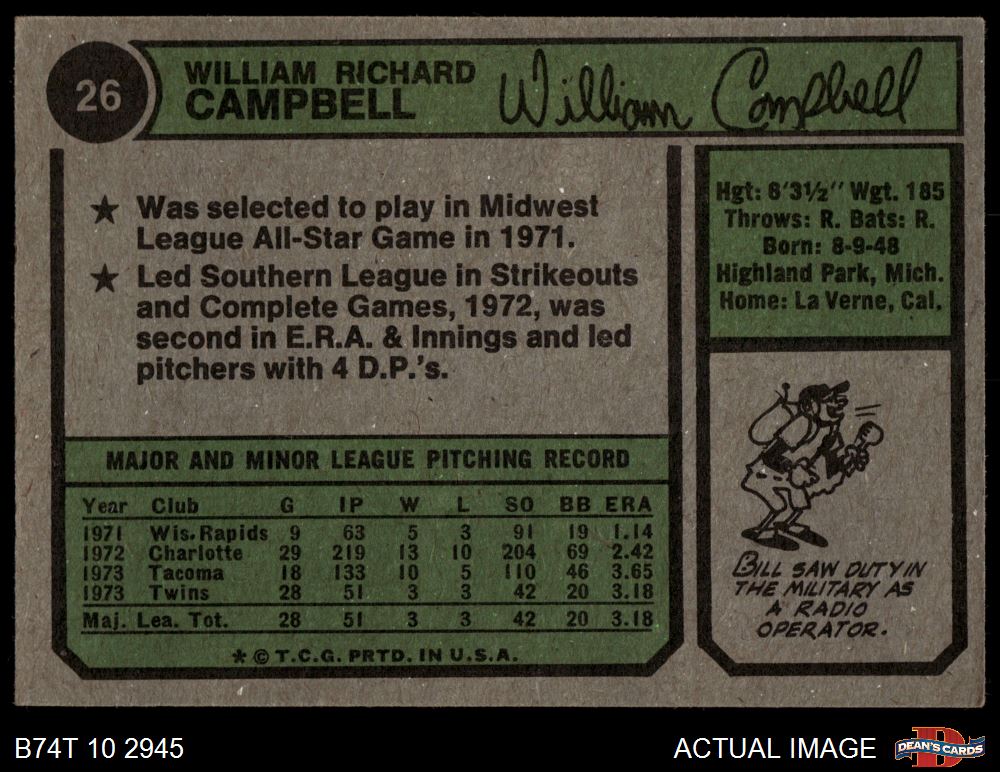 26
WILLIAM RICHARD
CAMPBELL
William Campbell
★ Was selected to play in Midwest
League All-Star Game in 1971.
★ Led Southern League in Strikeouts
and Complete Games, 1972, was
second in E.R.A. & Innings and led
pitchers with 4 D.P.'s.
Hgt: 6'3½" Wgt. 185
Throws: R. Bats: R.
Born: 8-9-48
Highland Park, Mich.
Home: La Verne, Cal.
MAJOR AND MINOR LEAGUE PITCHING RECORD
Year Club G IP W L SO BB ERA
1971 Wis. Rapids 9 63 5 3 91 19 1.14
1972 Charlotte 29 219 13 10 204 69 2.42
1973 Tacoma 18 133 10 5 110 46 3.65
1973 Twins 28 51 3 3 42 20 3.18
Maj. Lea. Tot. 28 51 3 3 42 20 3.18
* © T.C.G. PRTD. IN U.S.A.
BILL SAW DUTY IN
THE MILITARY AS
A RADIO
OPERATOR.
B74T 10 2945
ACTUAL IMAGE
D
DEAN'S CARDS